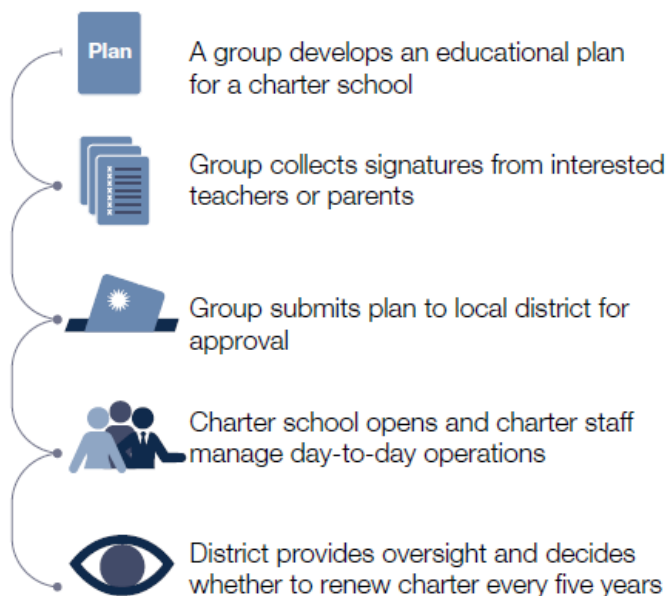 Plan
A group develops an educational plan
for a charter school
Group collects signatures from interested
teachers or parents
Group submits plan to local district for
approval
Charter school opens and charter staff
manage day-to-day operations
District provides oversight and decides
whether to renew charter every five years